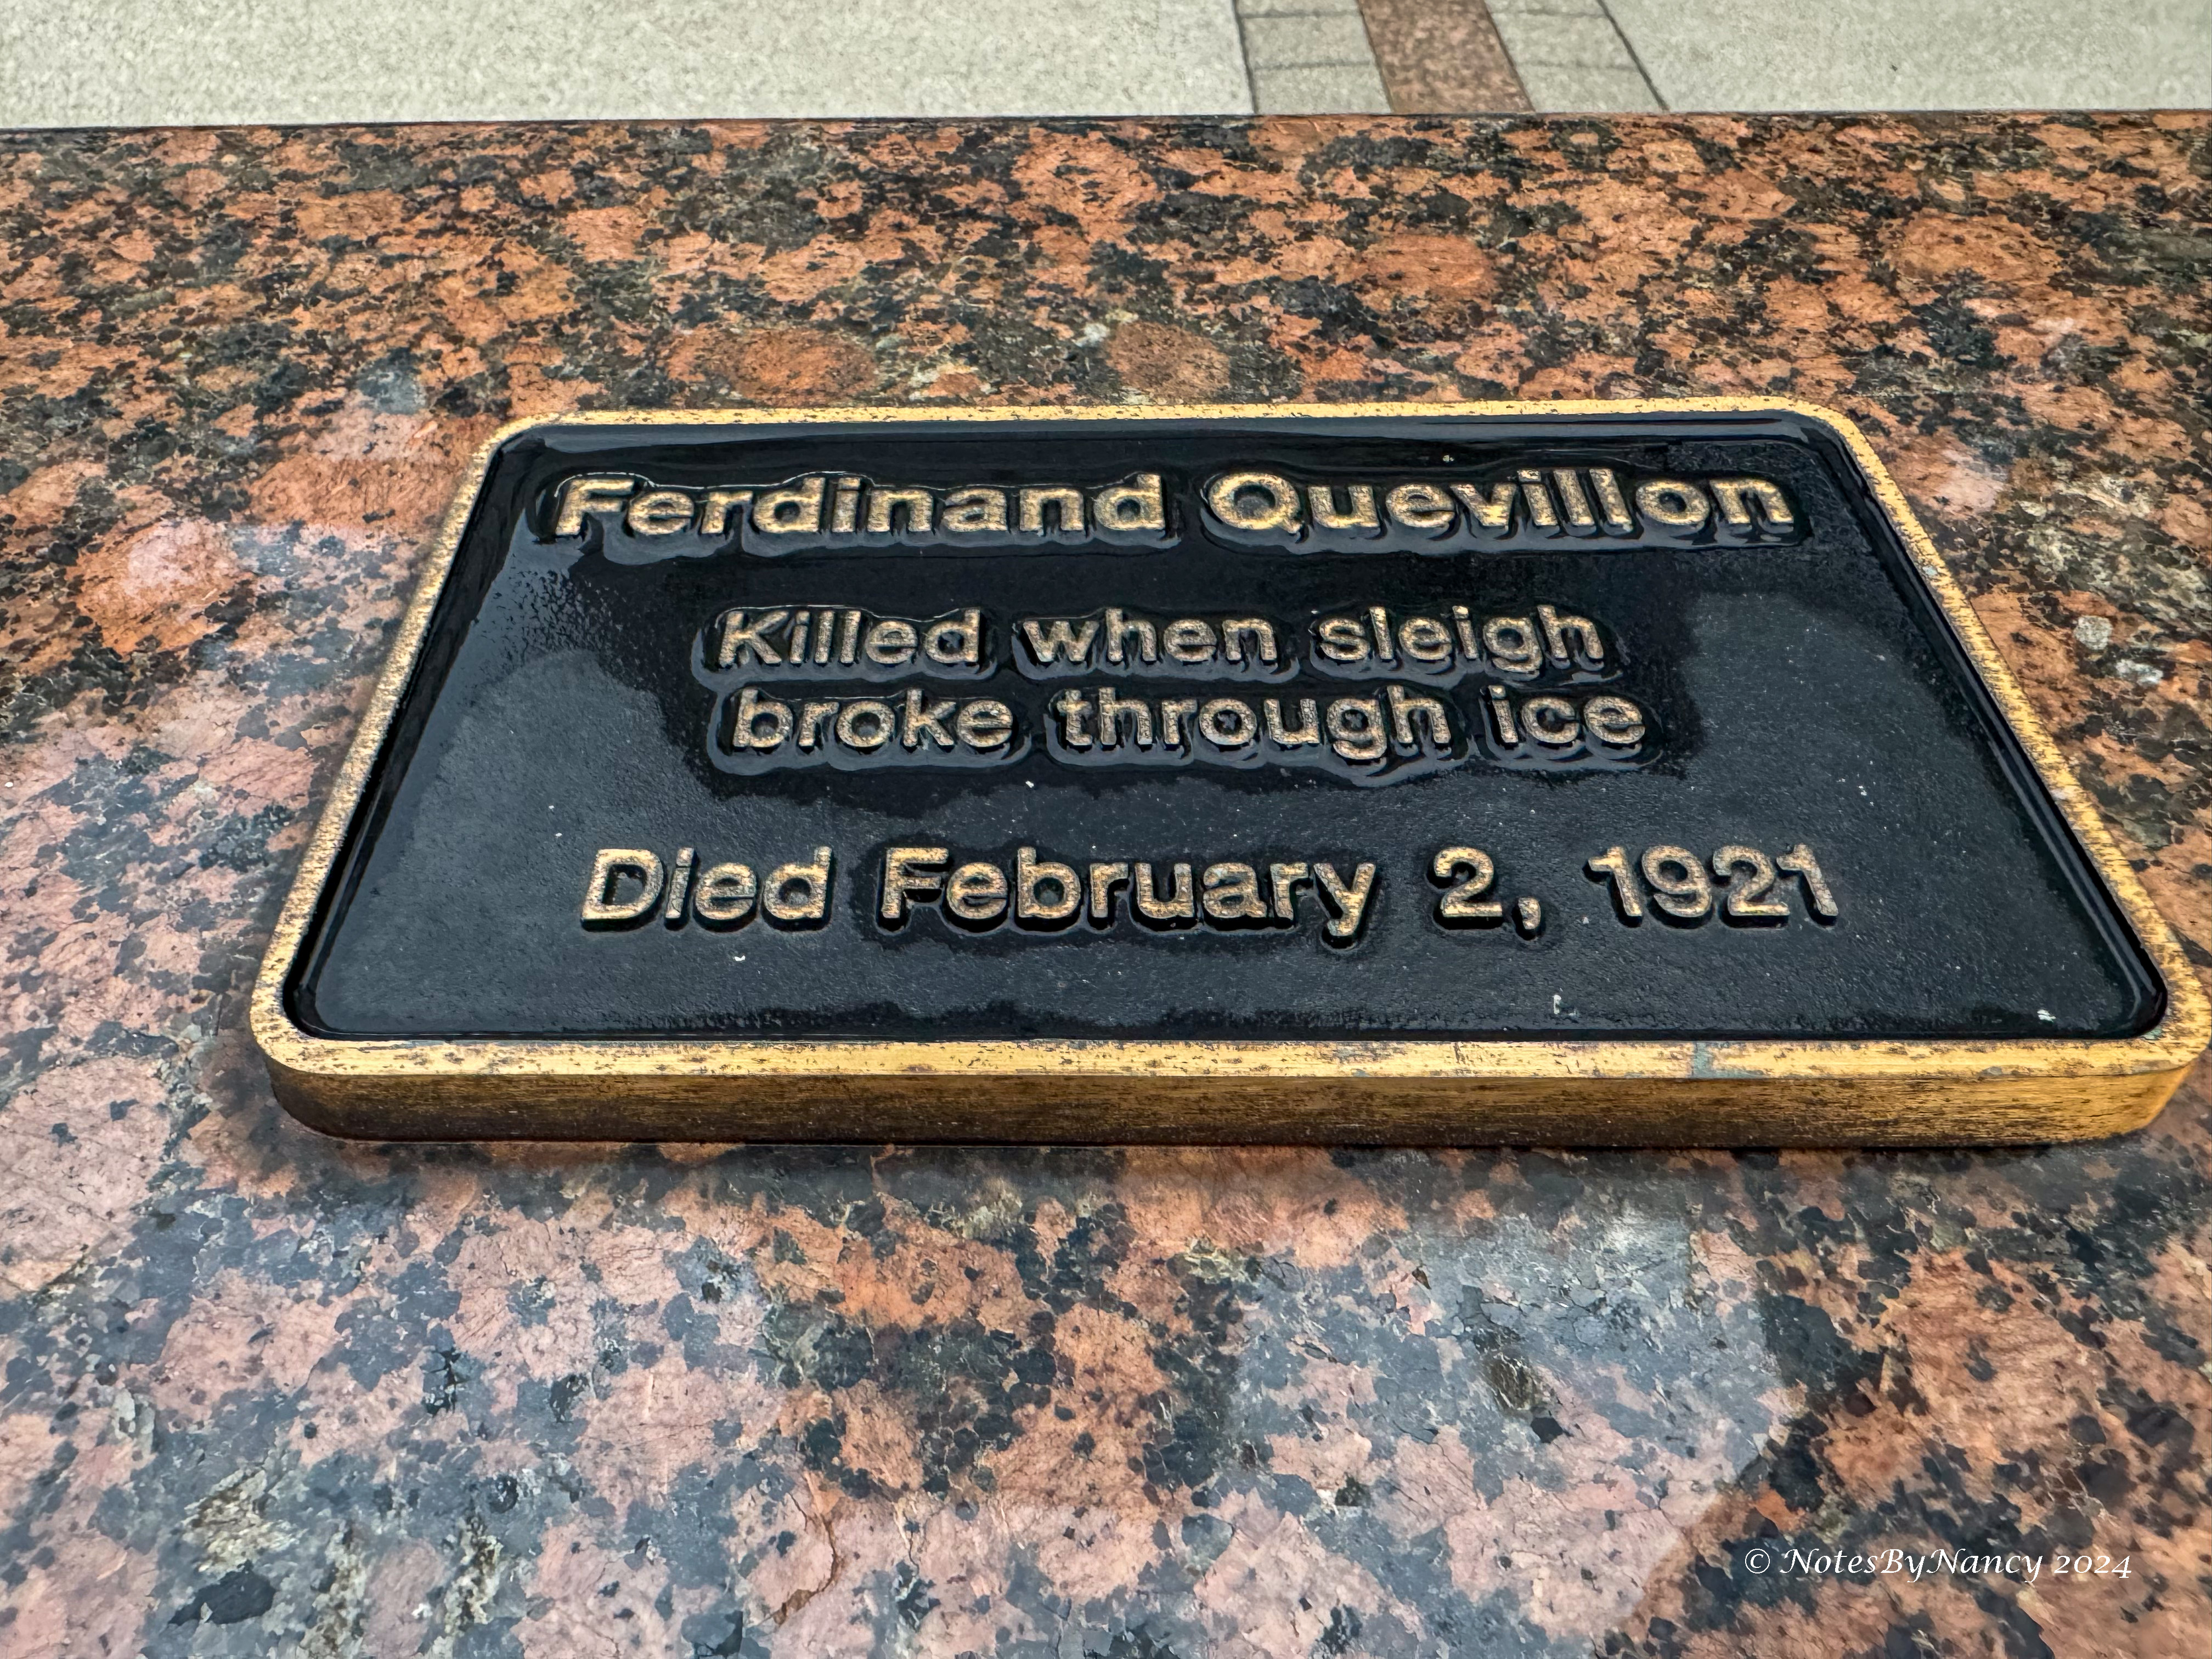 Ferdinand Quevillon
Killed when sleigh
broke through ice
Died February 2, 1921
© NotesByNancy 2024